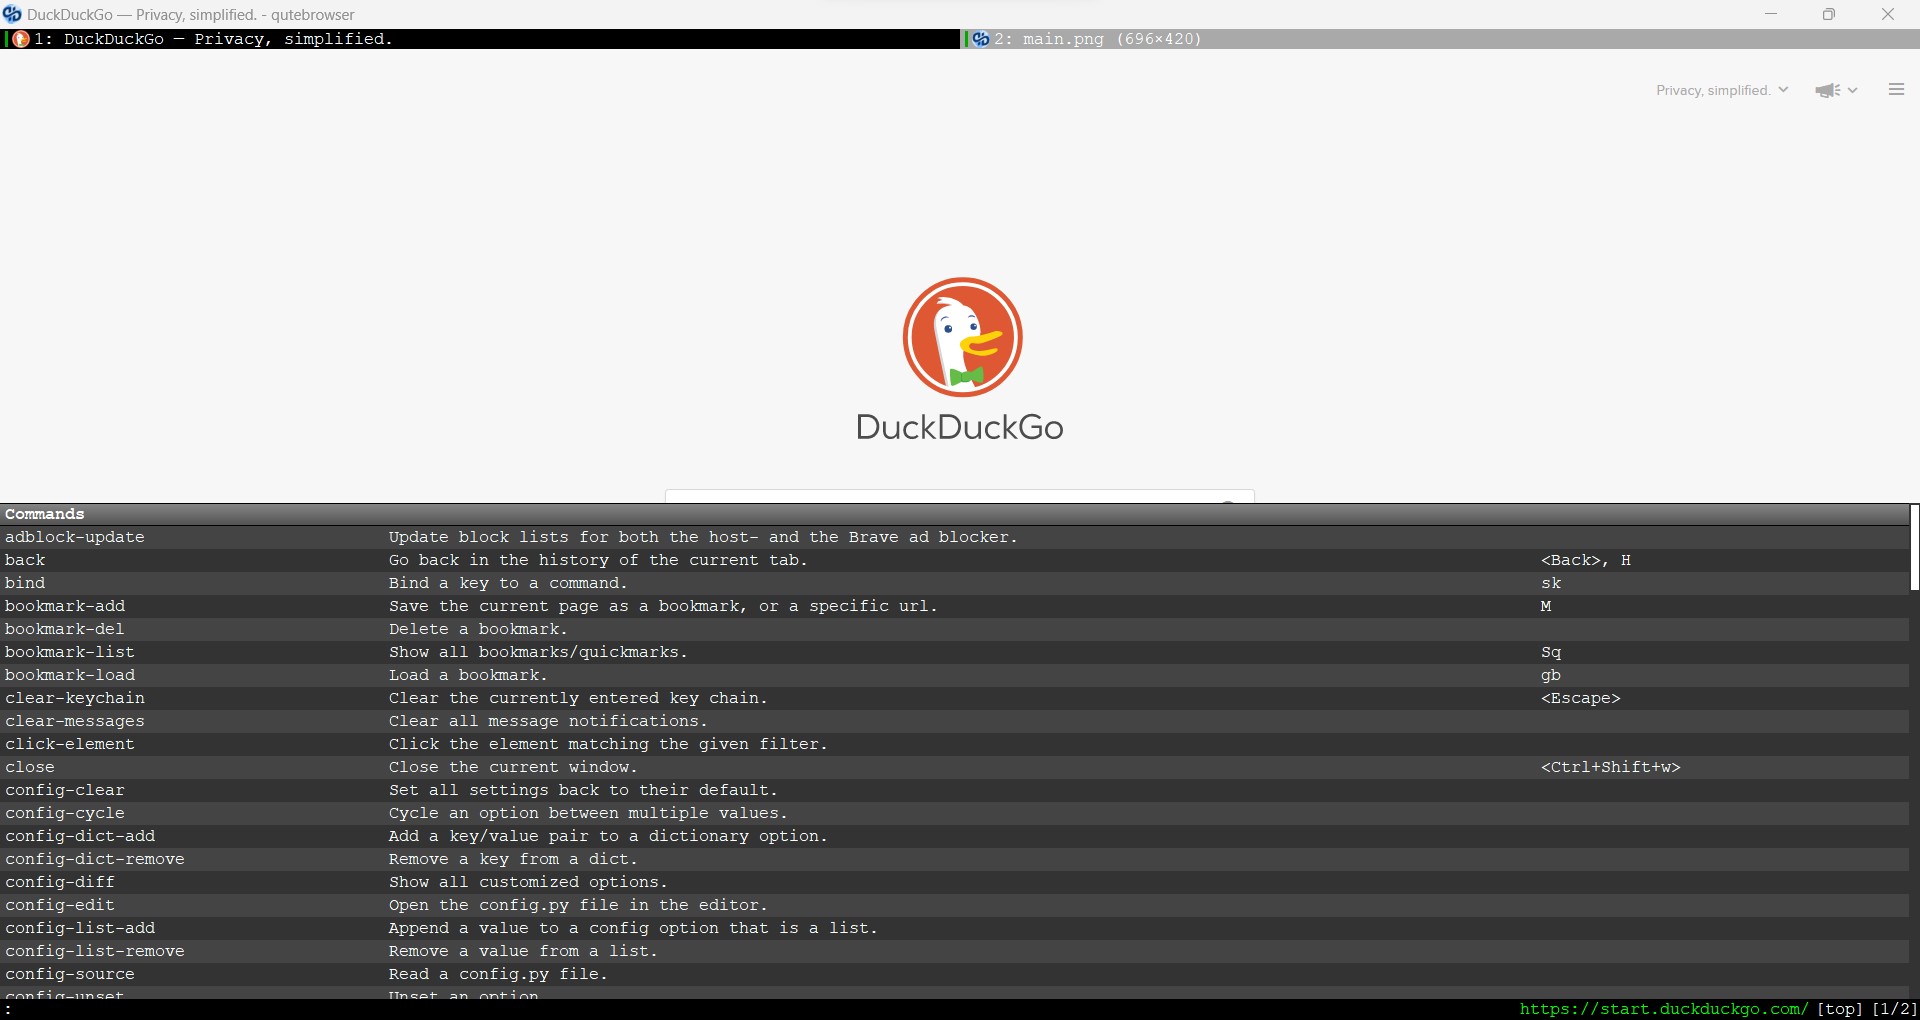 DuckDuckGo — Privacy, simplified. - qutebrowser
1: DuckDuckGo — Privacy, simplified.
2: main.png (696×420)
Privacy, simplified.
DuckDuckGo
Commands
adblock-update Update block lists for both the host- and the Brave ad blocker.
back Go back in the history of the current tab. <Back>, H
bind Bind a key to a command. sk
bookmark-add Save the current page as a bookmark, or a specific url. M
bookmark-del Delete a bookmark.
bookmark-list Show all bookmarks/quickmarks. Sq
bookmark-load Load a bookmark. gb
clear-keychain Clear the currently entered key chain. <Escape>
clear-messages Clear all message notifications.
click-element Click the element matching the given filter.
close Close the current window. <Ctrl+Shift+w>
config-clear Set all settings back to their default.
config-cycle Cycle an option between multiple values.
config-dict-add Add a key/value pair to a dictionary option.
config-dict-remove Remove a key from a dict.
config-diff Show all customized options.
config-edit Open the config.py file in the editor.
config-list-add Append a value to a config option that is a list.
config-list-remove Remove a value from a list.
config-source Read a config.py file.
config-unset Unset an option
: https://start.duckduckgo.com/ [top] [1/2]